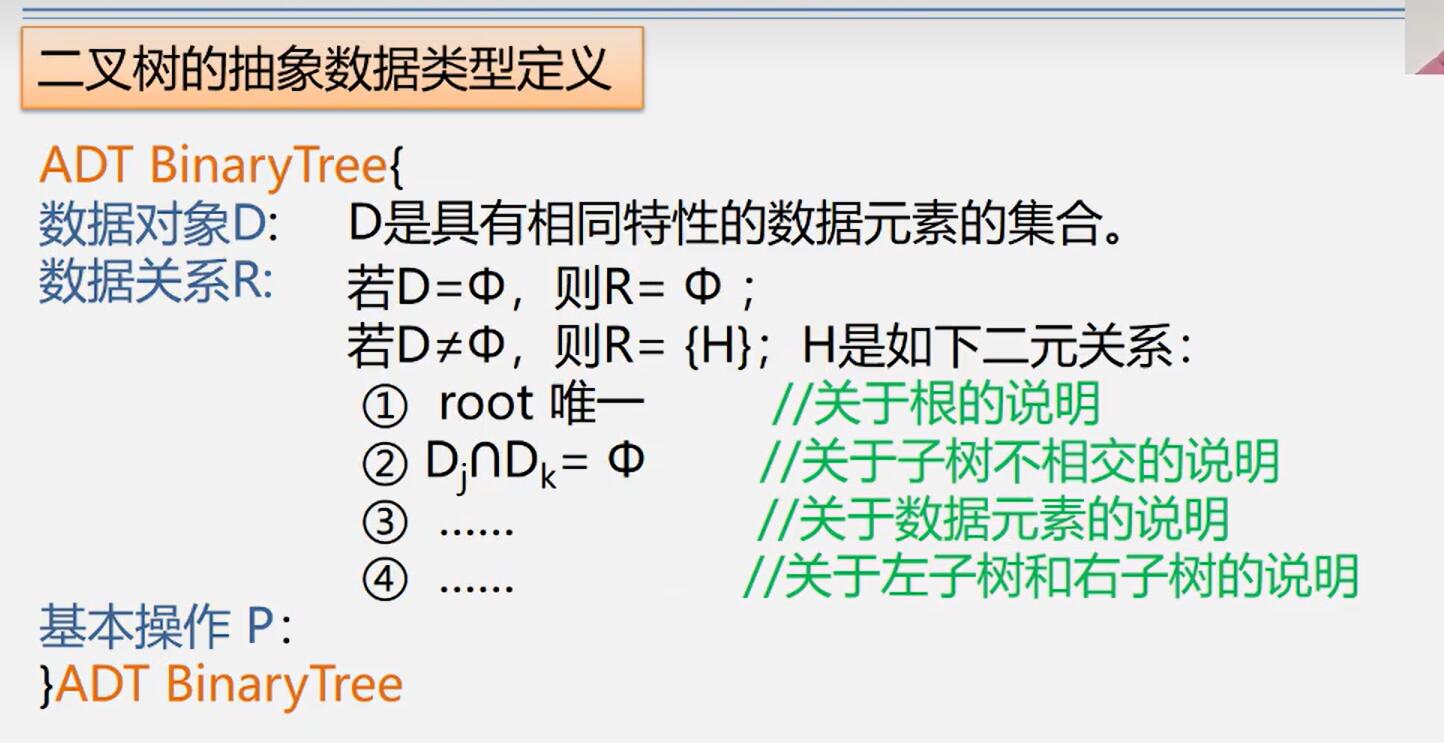 二叉树的抽象数据类型定义
ADT BinaryTree{
数据对象D: D是具有相同特性的数据元素的集合。
数据关系R: 若D=Φ，则R= Φ ；
若D≠Φ，则R= {H}；H是如下二元关系：
① root 唯一 //关于根的说明
② Dj∩Dk= Φ //关于子树不相交的说明
③ ...... //关于数据元素的说明
④ ...... //关于左子树和右子树的说明
基本操作 P：
}ADT BinaryTree